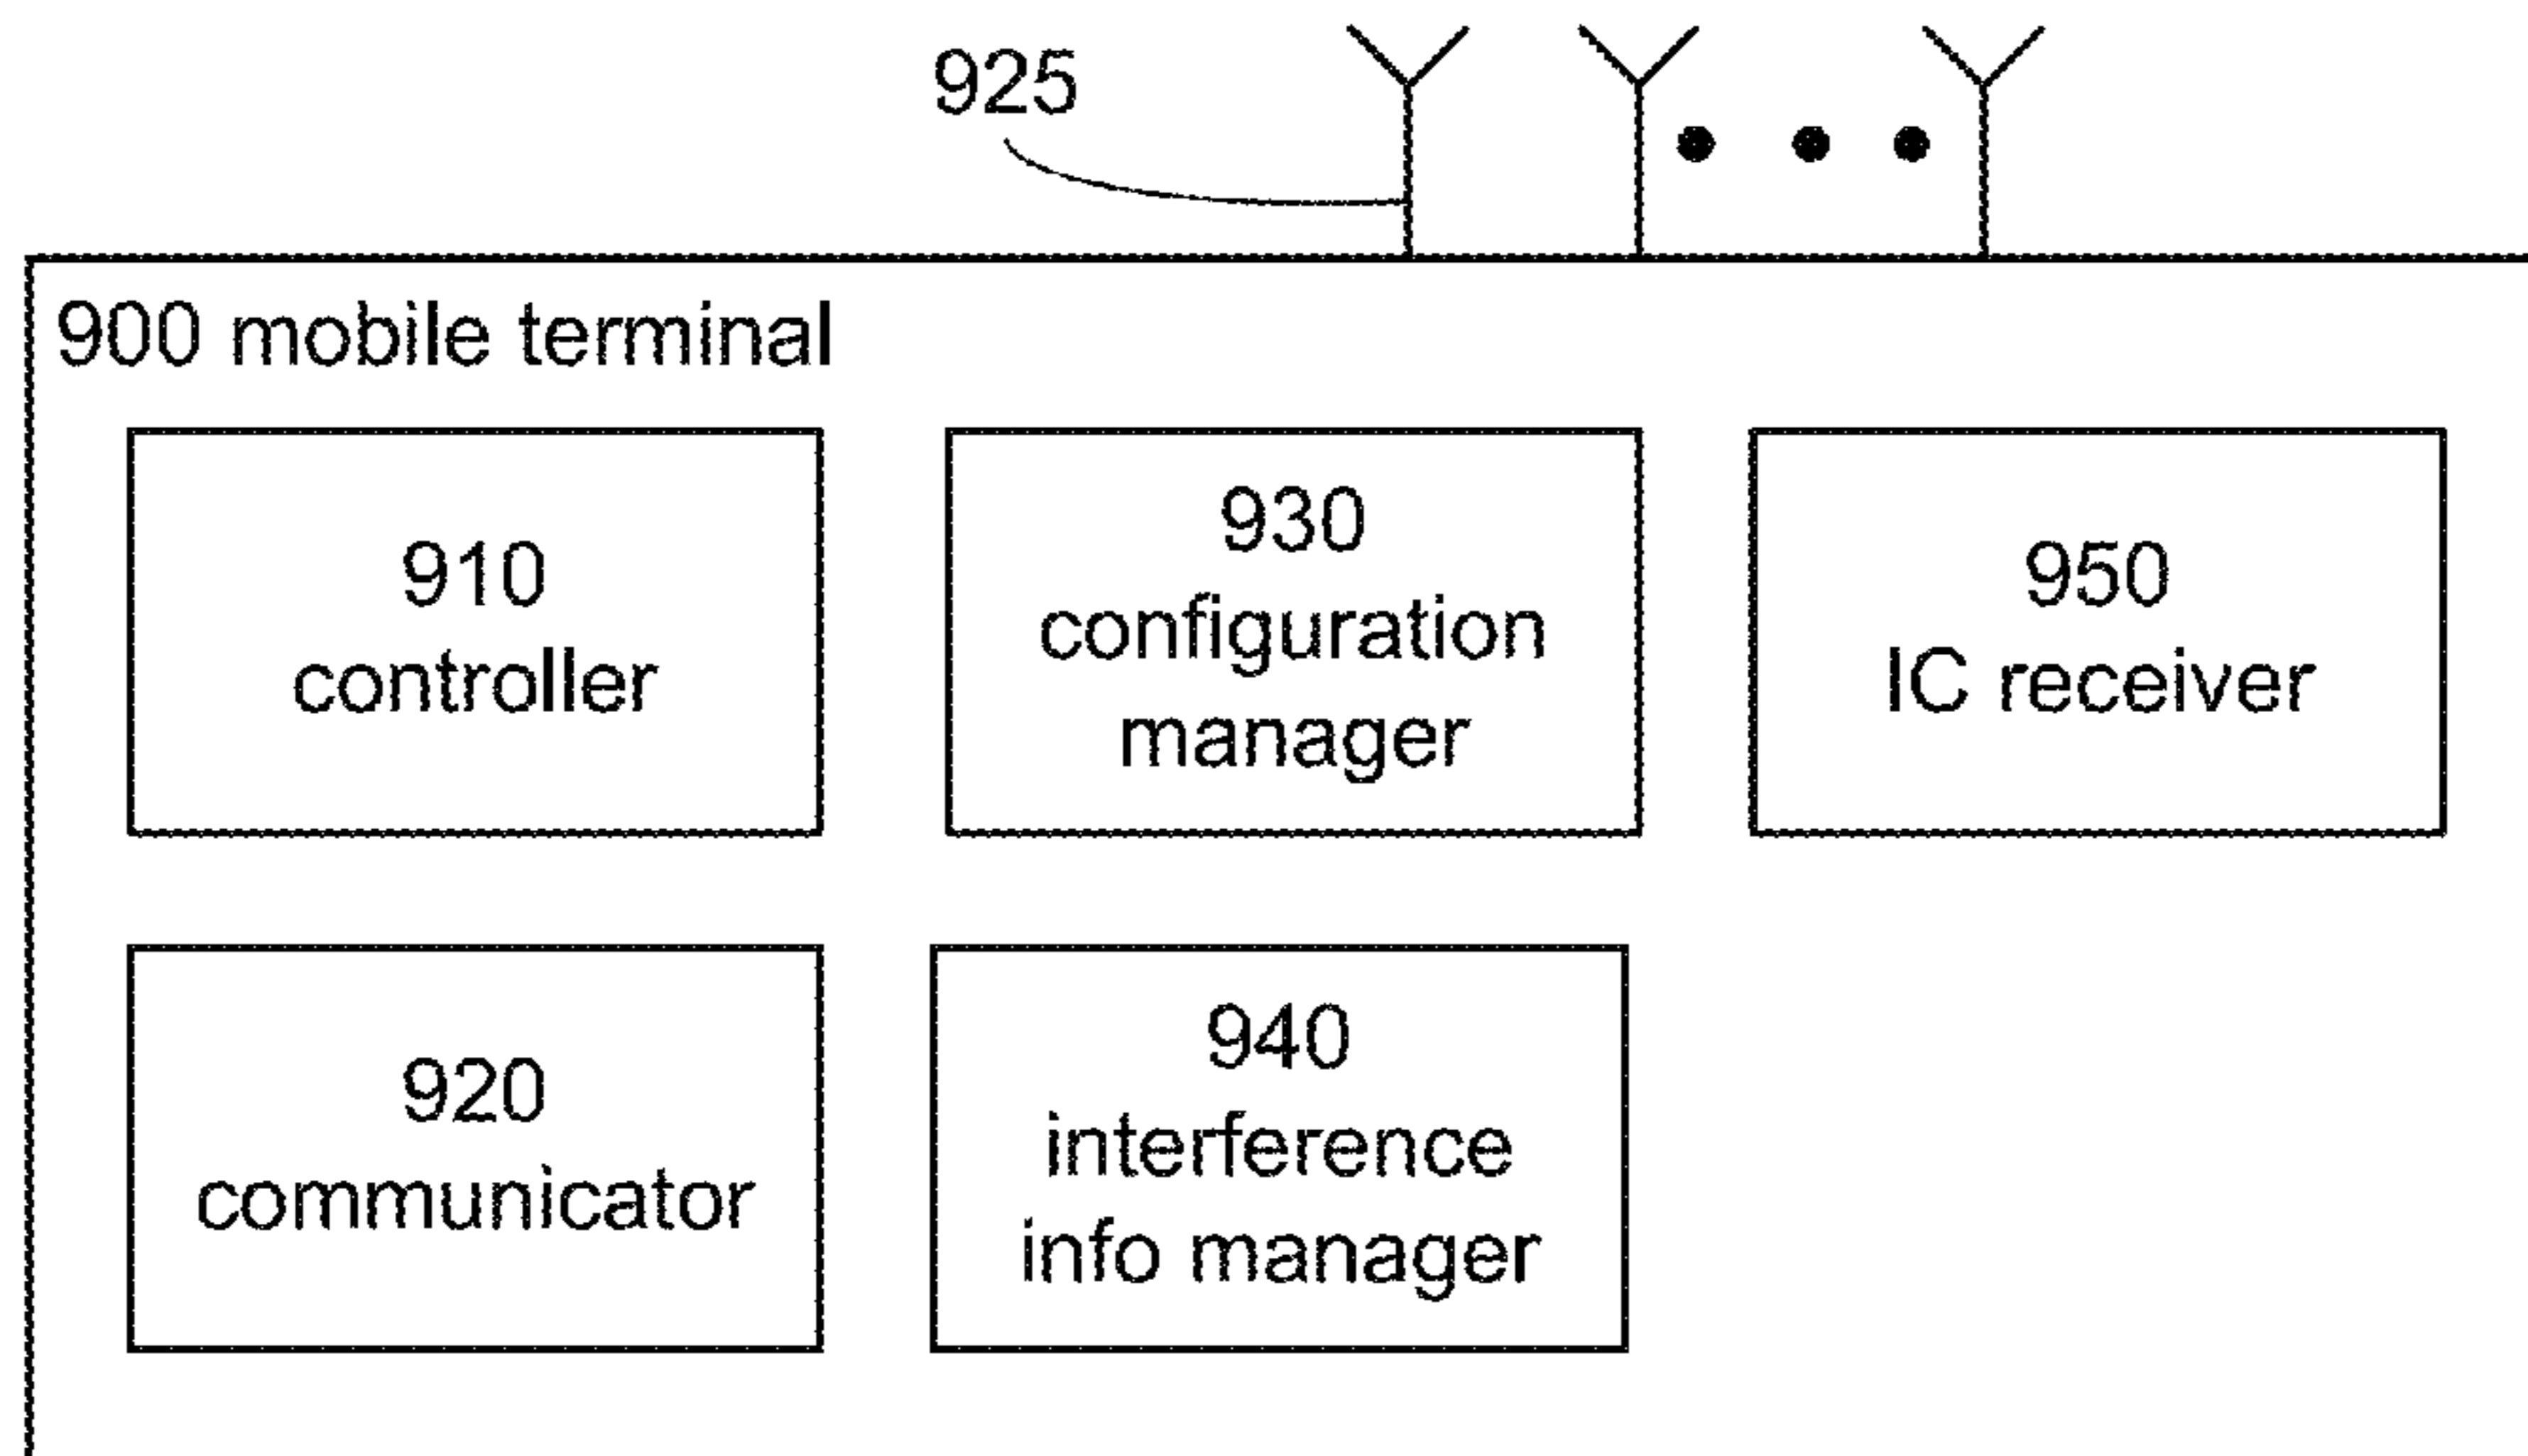 925
900 mobile terminal
910
controller
930
configuration
manager
950
IC receiver
920
communicator
940
interference
info manager